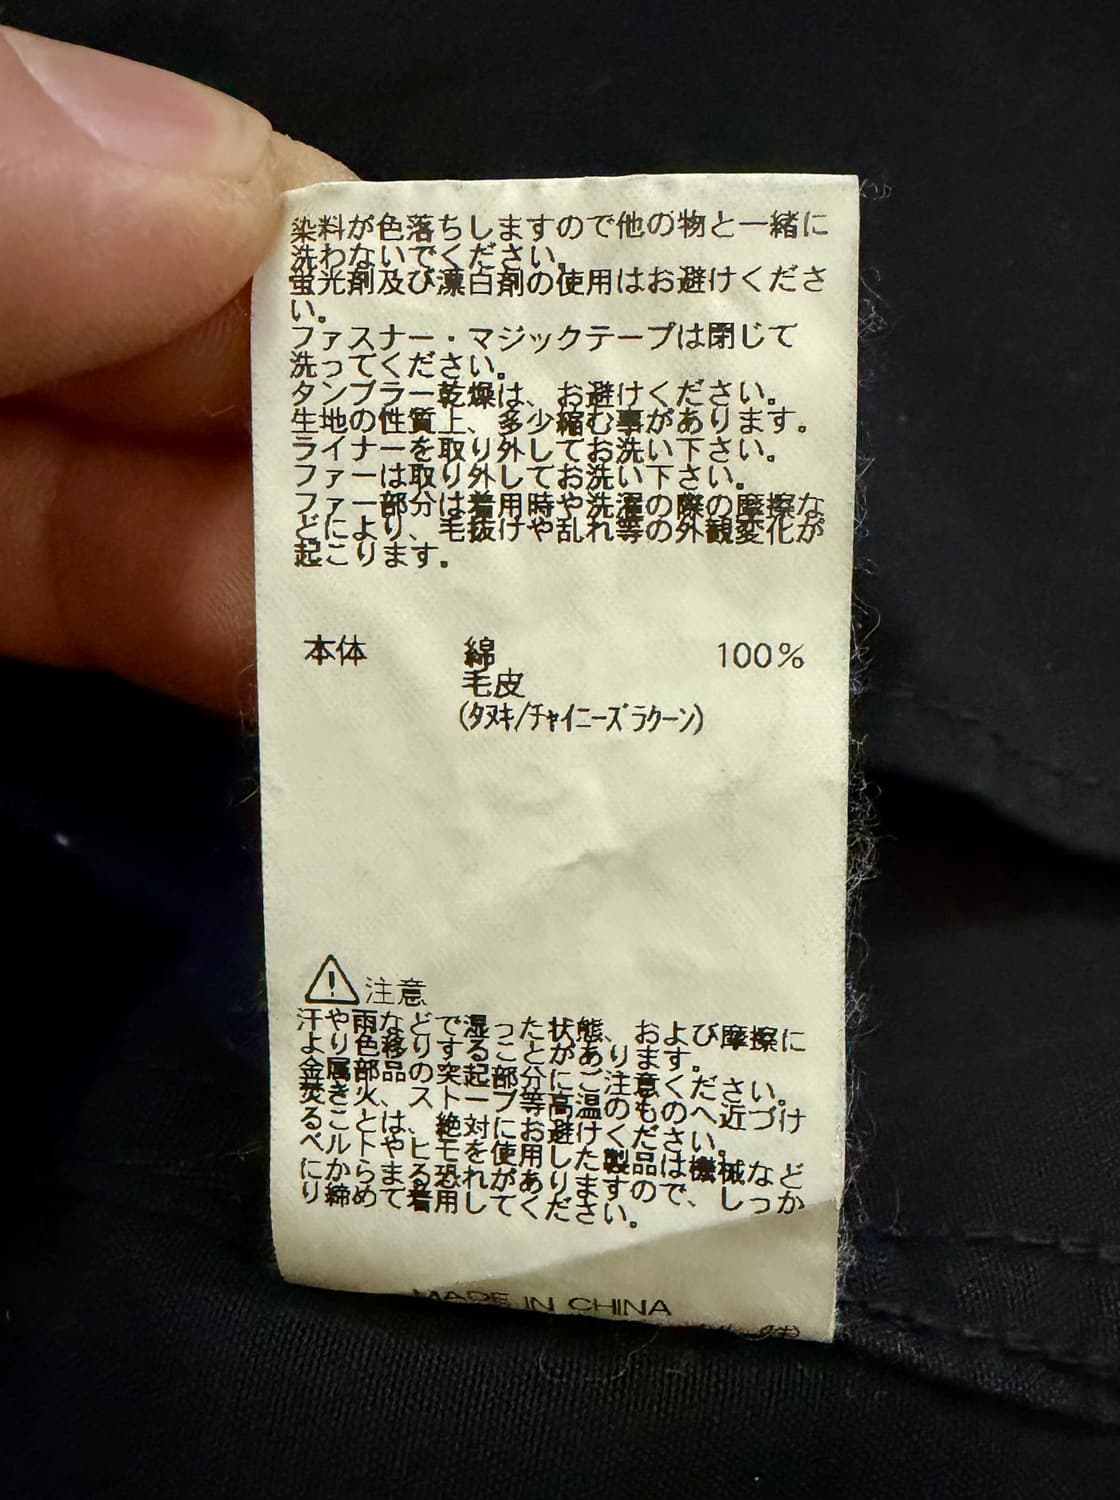 染料が色落ちしますので他の物と一緒に
洗わないでください。
蛍光剤及び漂白剤の使用はお避けくださ
い。
ファスナー・マジックテープは閉じて
洗ってください。
タンブラー乾燥は、お避けください。
生地の性質上、多少縮む事があります。
ライナーを取り外してお洗い下さい。
ファーは取り外してお洗い下さい。
ファー部分は着用時や洗濯の際の摩擦な
どにより、毛抜けや乱れ等の外観変化が
起こります。
本体 綿 100%
毛皮
(タヌキ/チャイニーズラクーン)
注意
汗や雨などで湿った状態、および摩擦に
より色移りすることがあります。
金属部品の突起部分にご注意ください。
焚き火、ストーブ等高温のものへ近づけ
ることは、絶対にお避けください。
ベルトやヒモを使用した製品は機械など
にからまる恐れがありますので、しっか
り締めて着用してください。
MADE IN CHINA